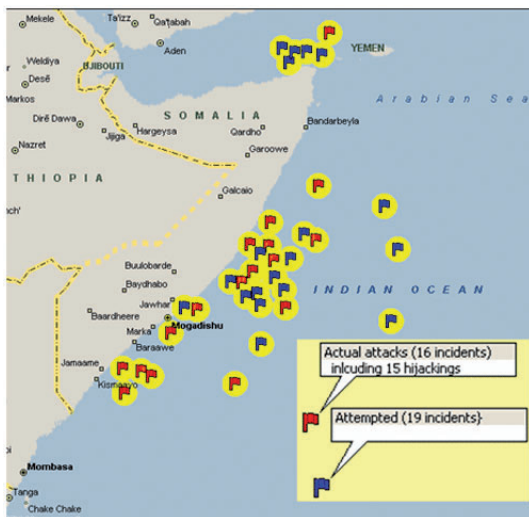 Mekele
Ta'izz
Qa'tabah
Aden
YEMEN
Weldiya
DJIBOUTI
Desē
Markos
Arabian Sea
SOMALIA
Dirē Dawa
Jijiga
Hargeysa
Qardho
Bandarbeyla
Nazret
Garoowe
THIOPIA
Galcaio
nch'
Buulobarde
Baydhabo
INDIAN OCEAN
Jawhar
Baardheere
Mogadishu
Marka
Baraawe
Jamaame
Kismaayo
Actual attacks (16 incidents)
inlcuding 15 hijackings
Attempted (19 incidents}
Mombasa
Tanga
Chake Chake